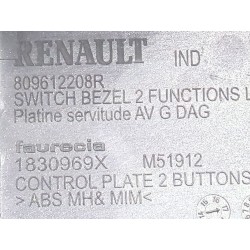 RENAULT IND
809612208R
SWITCH BEZEL 2 FUNCTIONS L
Platine servitude AV G DAG
faurecia
1830969X M51912
CONTROL PLATE 2 BUTTONS
> ABS MH& MIM <